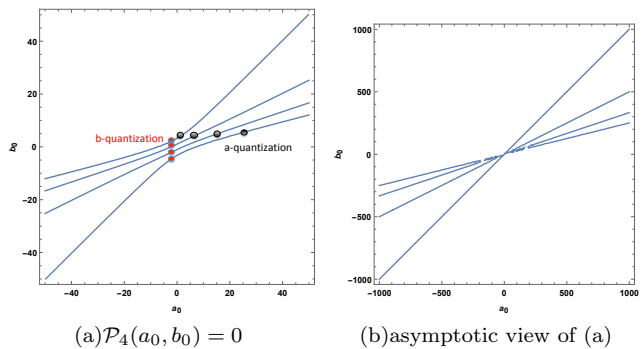 40
20
0
-20
-40
b₀
b-quantization
a-quantization
-40 -20 0 20 40
a₀
(a)𝒫₄(a₀, b₀) = 0
1000
500
0
-500
-1000
b₀
-1000 -500 0 500 1000
a₀
(b)asymptotic view of (a)